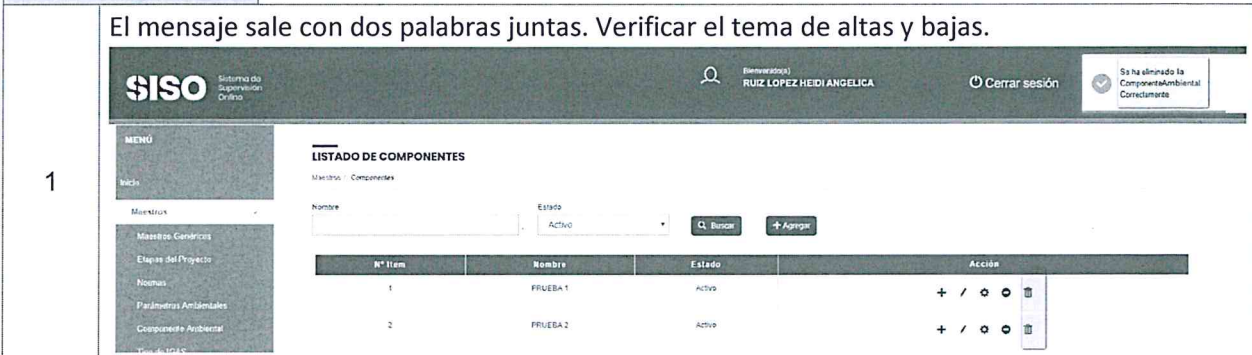 El mensaje sale con dos palabras juntas. Verificar el tema de altas y bajas.
1
SISO
Sistema de
Supervisión
Online
Bienvenido(a)
RUIZ LOPEZ HEIDI ANGELICA
Cerrar sesión
Se ha eliminado la
ComponenteAmbiental
Correctamente
MENÚ
Inicio
Maestros
Maestros Genéricos
Etapas del Proyecto
Normas
Parámetros Ambientales
Componente Ambiental
Tipo de IGAS
LISTADO DE COMPONENTES
Maestros / Componentes
Nombre
Estado
Activo
Buscar
+ Agregar
N° Item Nombre Estado Acción
1 PRUEBA 1 Activo
2 PRUEBA 2 Activo